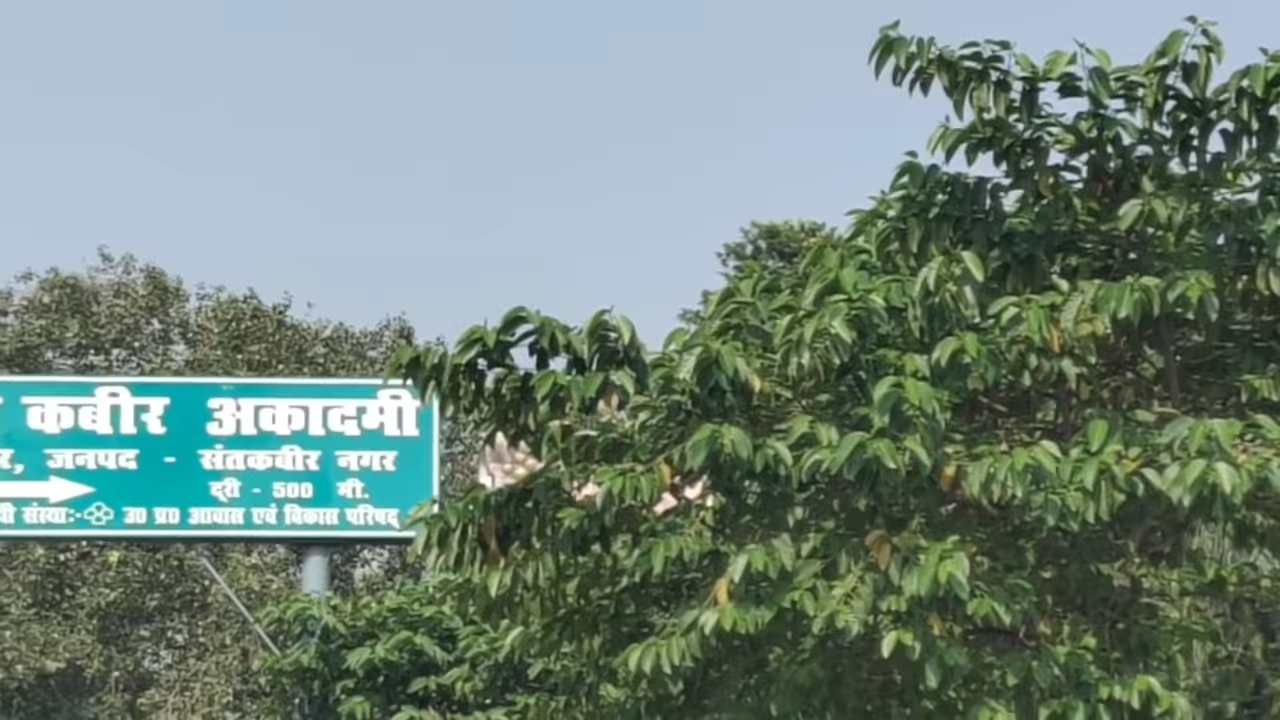 कबीर अकादमी
र, जनपद - संतकबीर नगर
दूरी - 500 मी.
संस्था:- उ0 प्र0 आवास एवं विकास परिषद्